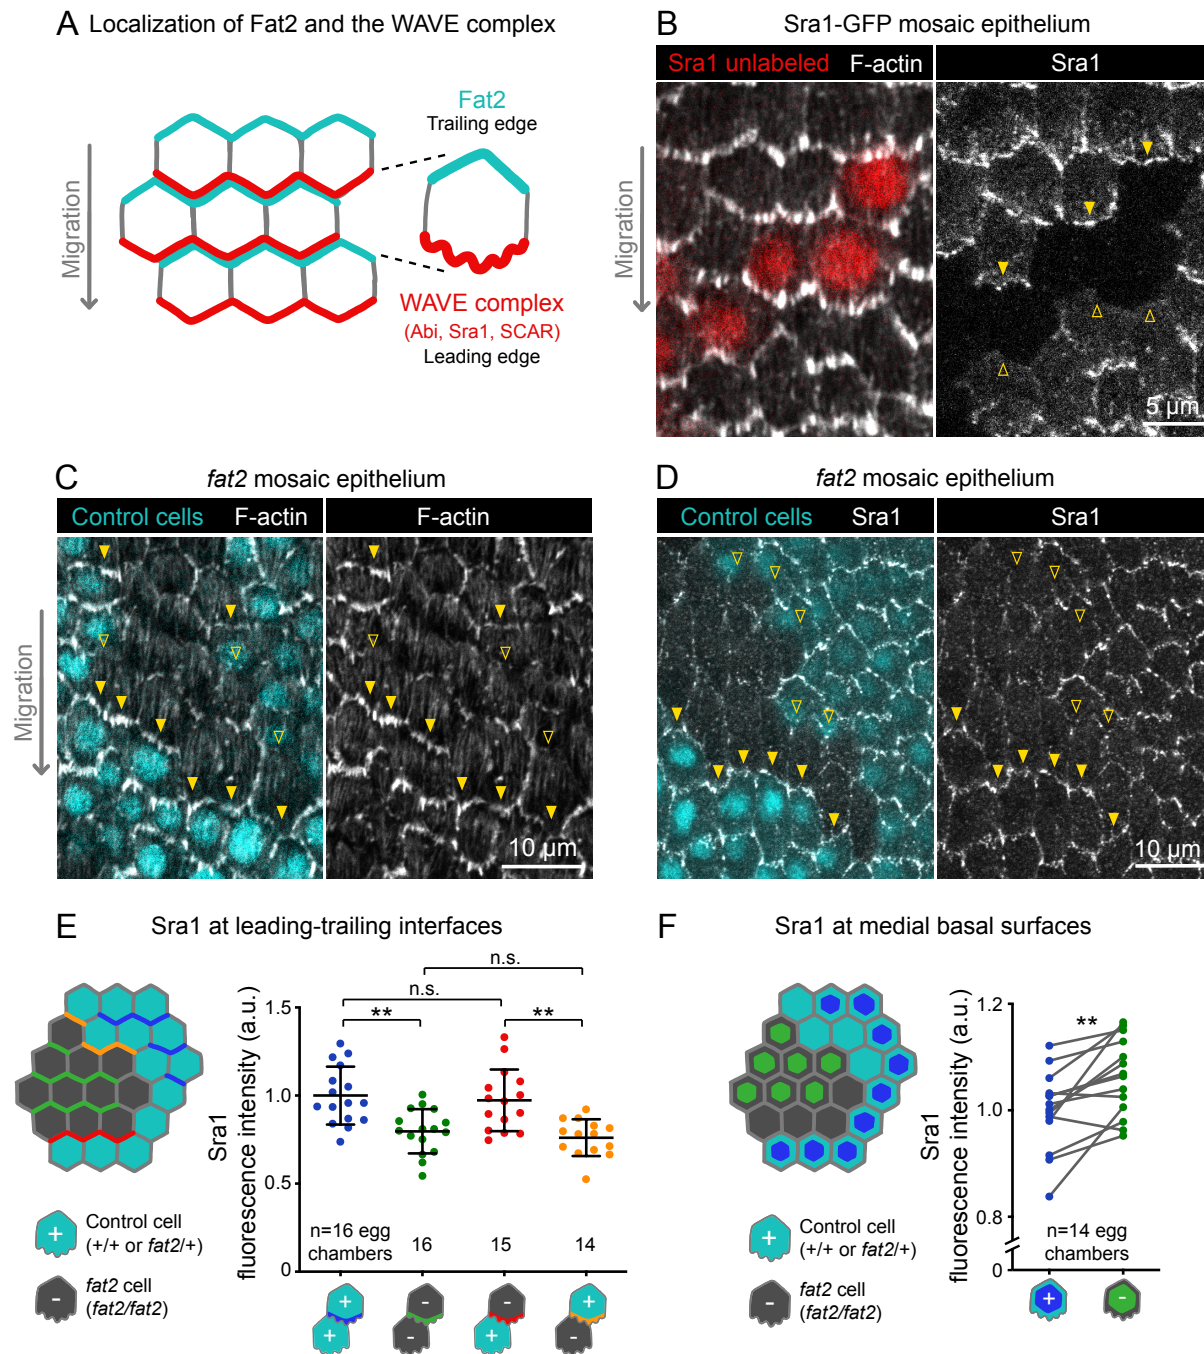 A Localization of Fat2 and the WAVE complex
Migration
Fat2
Trailing edge
WAVE complex
(Abi, Sra1, SCAR)
Leading edge
B Sra1-GFP mosaic epithelium
Sra1 unlabeled F-actin
Sra1
Migration
5 µm
C fat2 mosaic epithelium
Control cells F-actin
F-actin
Migration
10 µm
D fat2 mosaic epithelium
Control cells Sra1
Sra1
10 µm
E Sra1 at leading-trailing interfaces
Sra1
fluorescence intensity (a.u.)
1.5
1.0
0.5
0
n.s.
n.s.
**
**
n=16 egg
chambers
16
15
14
+
Control cell
(+/+ or fat2/+)
-
fat2 cell
(fat2/fat2)
+
+
-
-
-
+
+
-
F Sra1 at medial basal surfaces
Sra1
fluorescence intensity (a.u.)
1.2
1.0
0.8
0
**
n=14 egg
chambers
+
Control cell
(+/+ or fat2/+)
-
fat2 cell
(fat2/fat2)
+
-